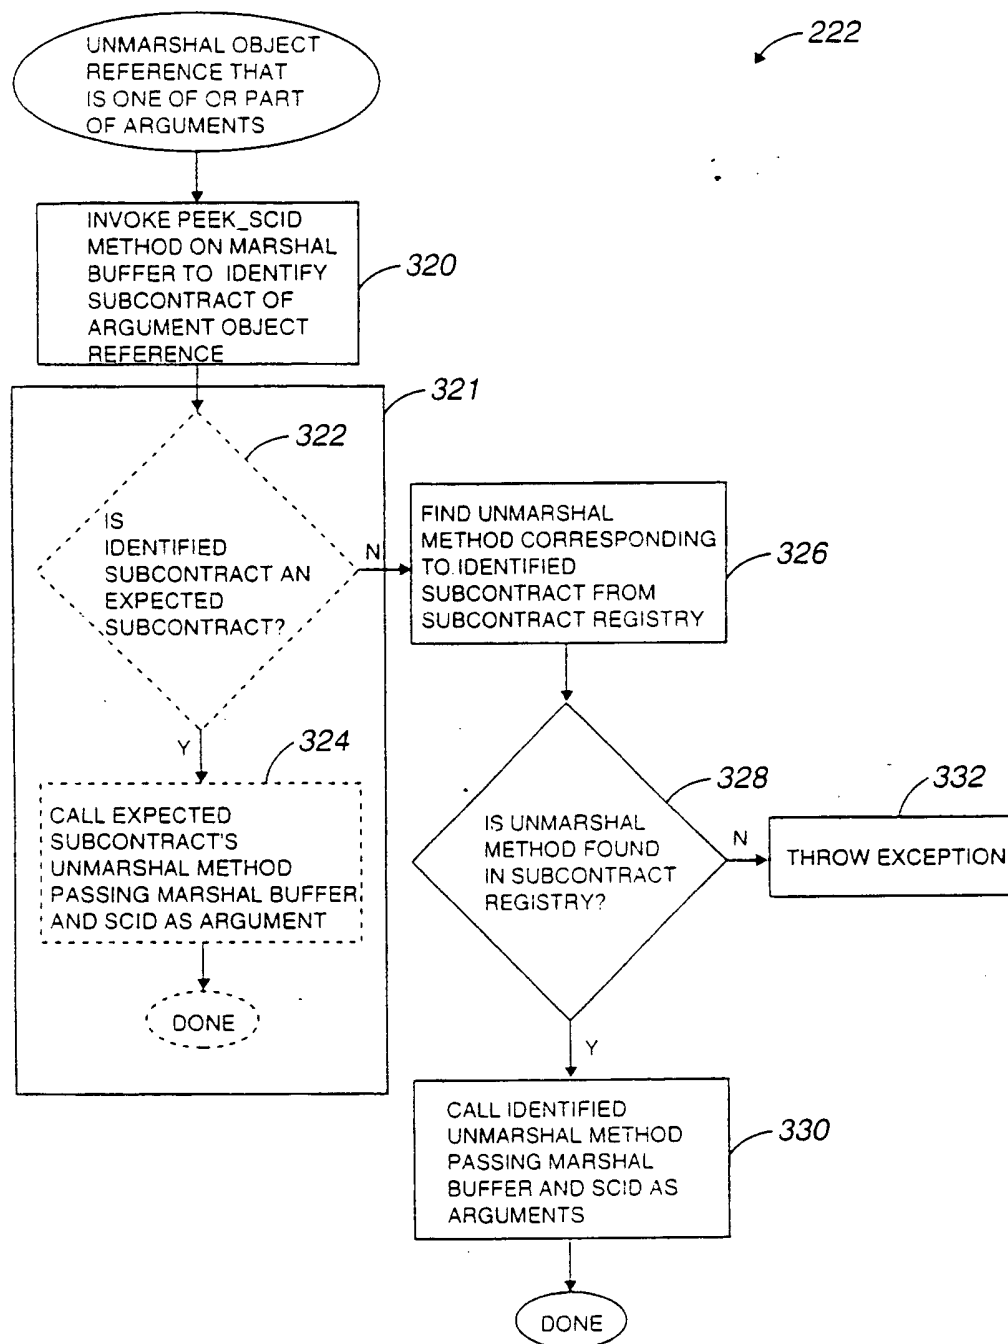 UNMARSHAL OBJECT
REFERENCE THAT
IS ONE OF OR PART
OF ARGUMENTS
222
INVOKE PEEK_SCID
METHOD ON MARSHAL
BUFFER TO IDENTIFY
SUBCONTRACT OF
ARGUMENT OBJECT
REFERENCE
320
321
322
IS
IDENTIFIED
SUBCONTRACT AN
EXPECTED
SUBCONTRACT?
N
Y
324
CALL EXPECTED
SUBCONTRACT'S
UNMARSHAL METHOD
PASSING MARSHAL BUFFER
AND SCID AS ARGUMENT
DONE
FIND UNMARSHAL
METHOD CORRESPONDING
TO IDENTIFIED
SUBCONTRACT FROM
SUBCONTRACT REGISTRY
326
IS UNMARSHAL
METHOD FOUND
IN SUBCONTRACT
REGISTRY?
328
N
332
THROW EXCEPTION
Y
CALL IDENTIFIED
UNMARSHAL METHOD
PASSING MARSHAL
BUFFER AND SCID AS
ARGUMENTS
330
DONE